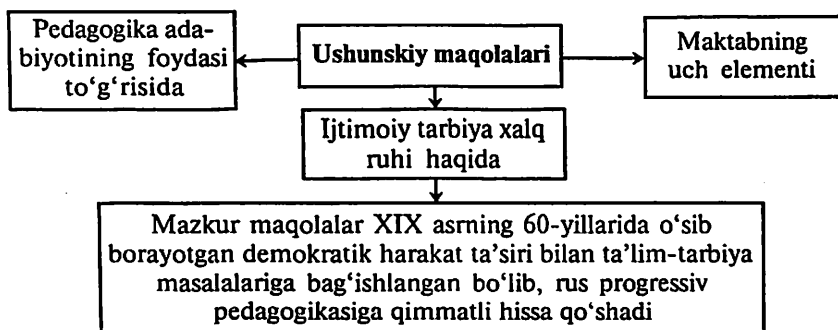 Pedagogika ada-
biyotining foydasi
to‘g‘risida
Ushunskiy maqolalari
Maktabning
uch elementi
Ijtimoiy tarbiya xalq
ruhi haqida
Mazkur maqolalar XIX asrning 60-yillarida o‘sib
borayotgan demokratik harakat ta’siri bilan ta’lim-tarbiya
masalalariga bag‘ishlangan bo‘lib, rus progressiv
pedagogikasiga qimmatli hissa qo‘shadi